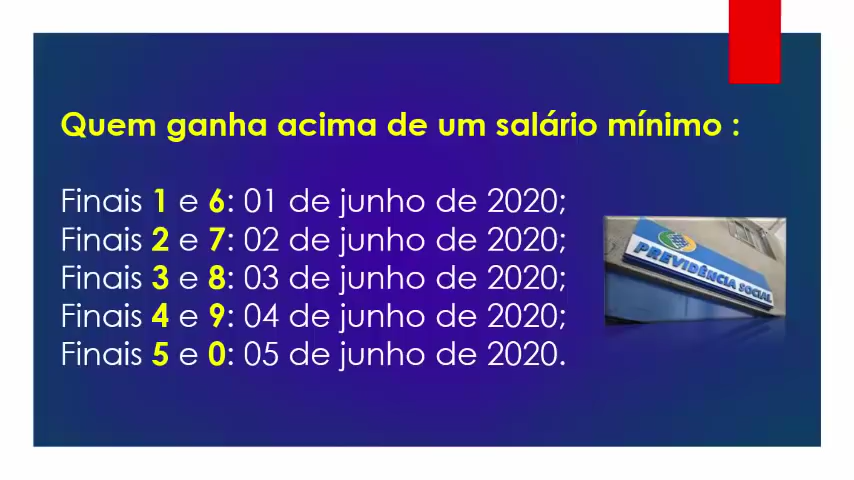 Quem ganha acima de um salário mínimo :
Finais 1 e 6: 01 de junho de 2020;
Finais 2 e 7: 02 de junho de 2020;
Finais 3 e 8: 03 de junho de 2020;
Finais 4 e 9: 04 de junho de 2020;
Finais 5 e 0: 05 de junho de 2020.
PREVIDÊNCIA SOCIAL